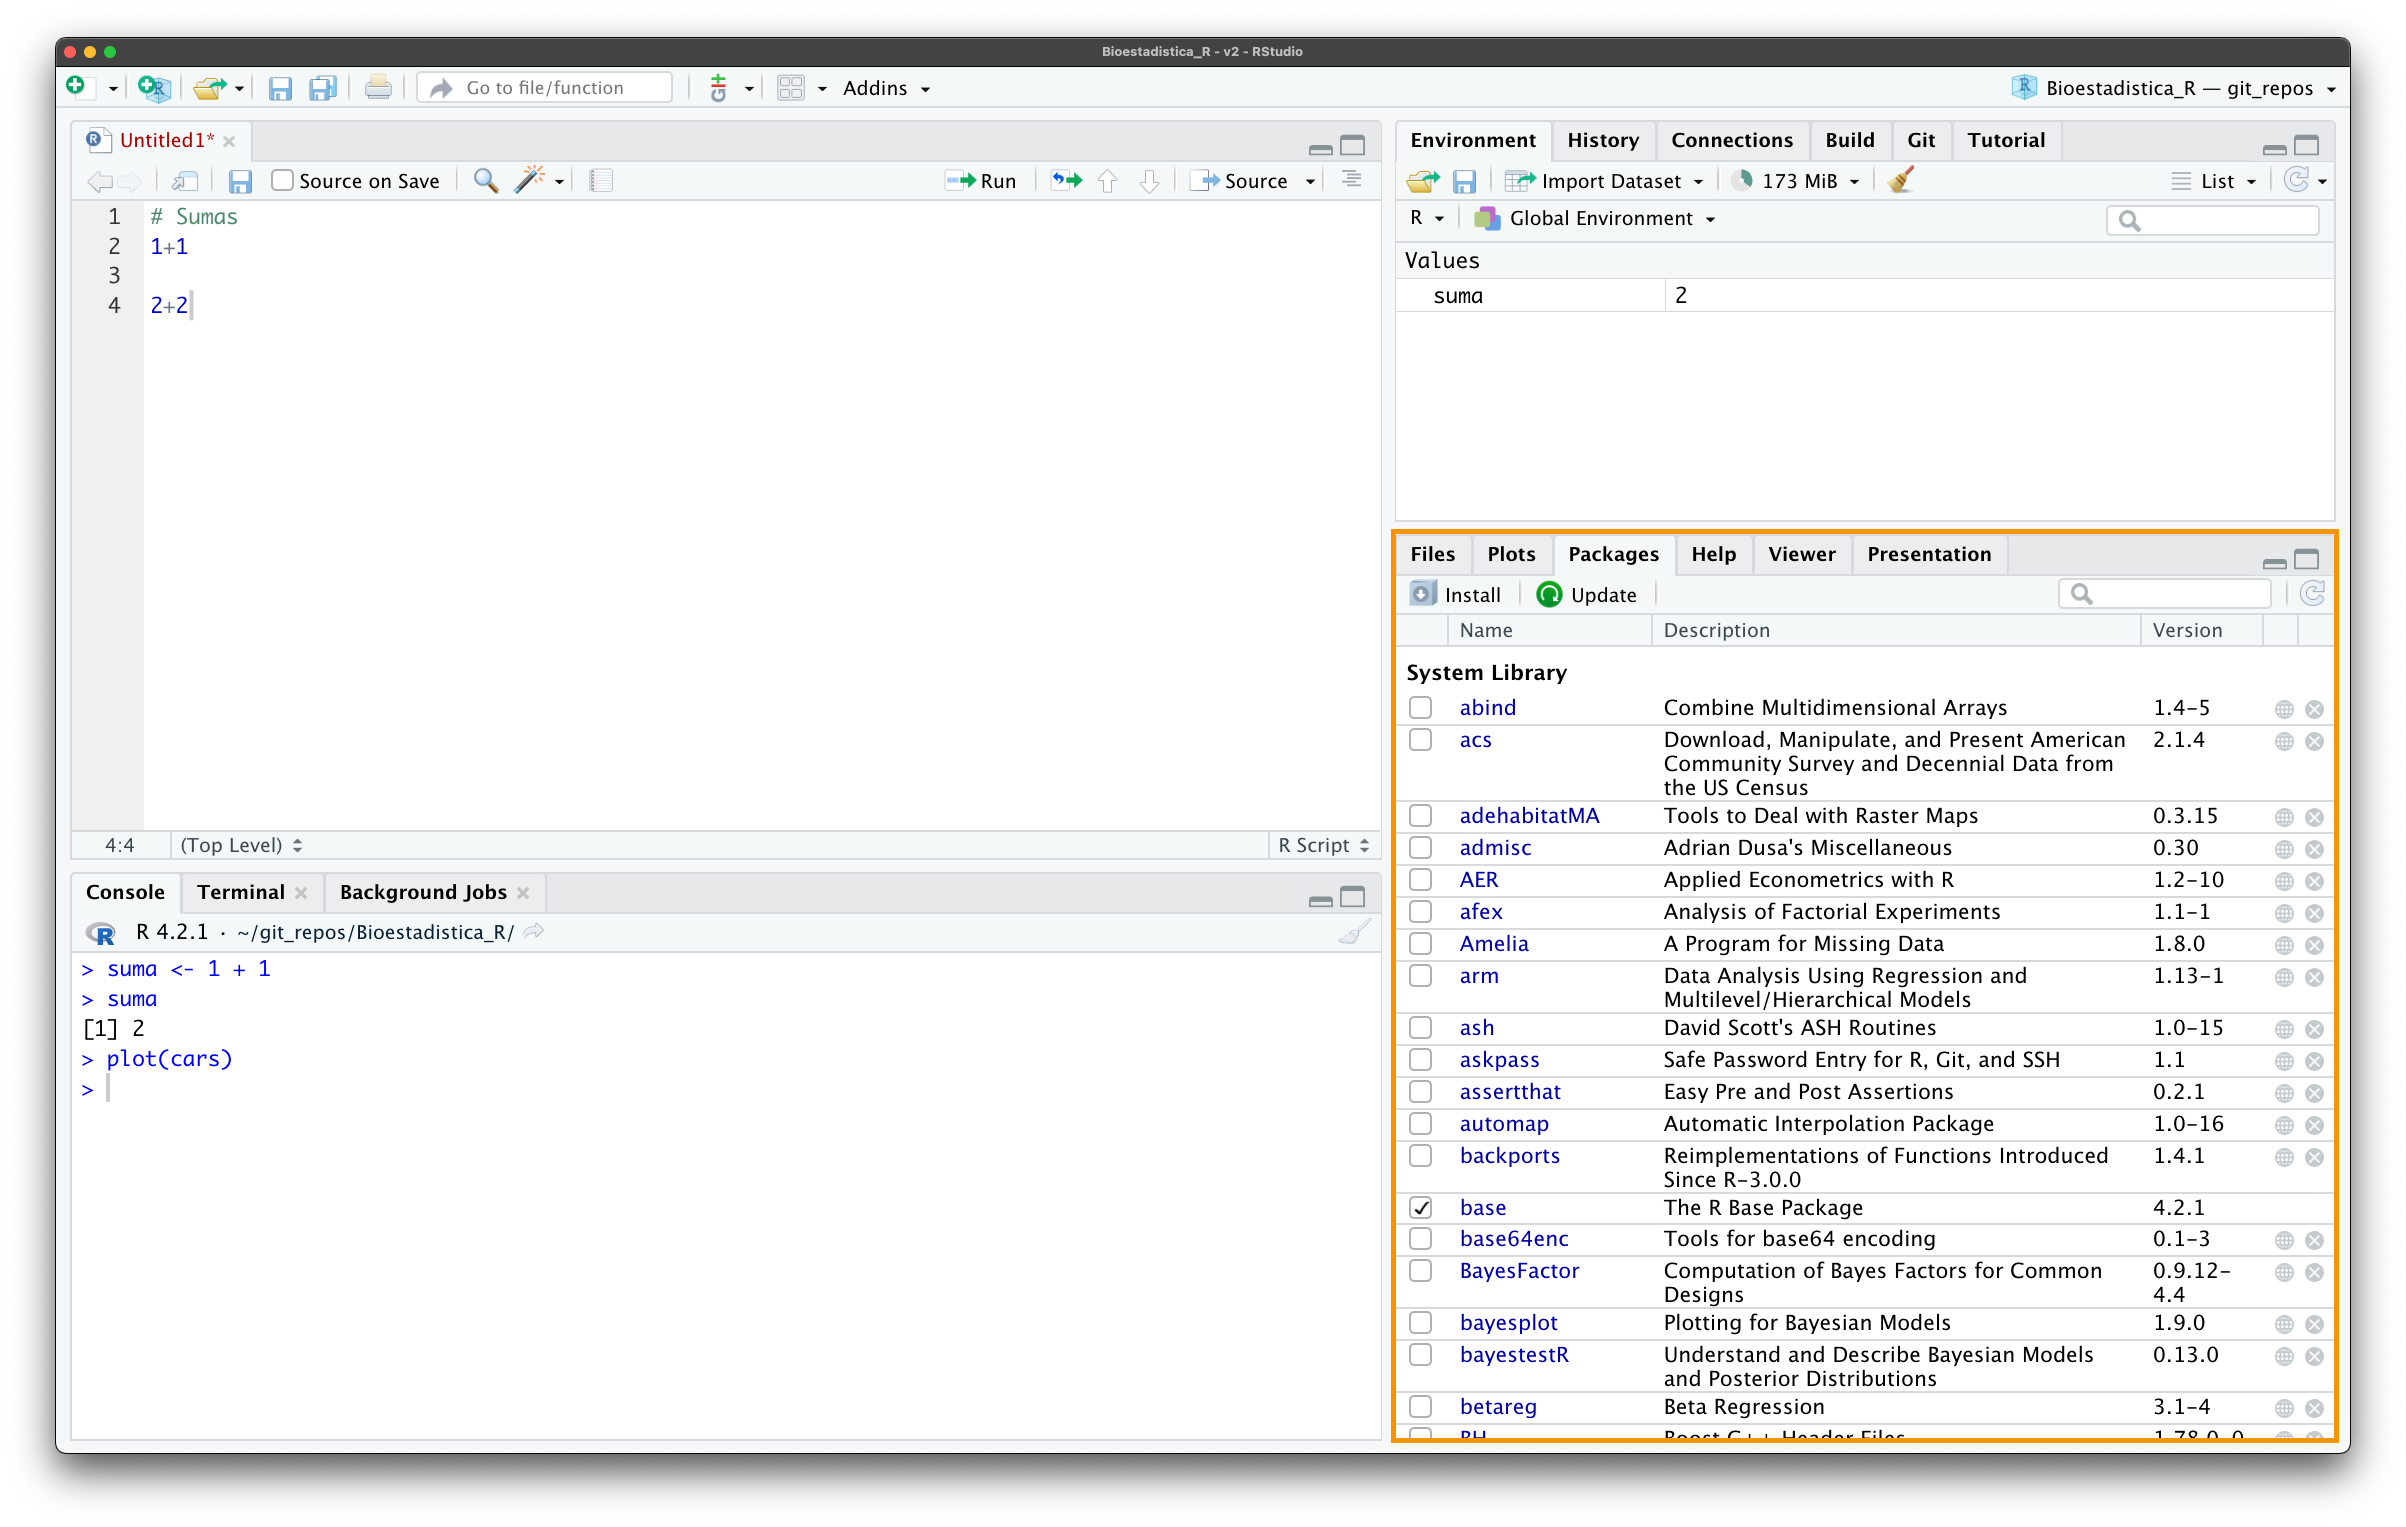 Bioestadistica_R - v2 - RStudio
Go to file/function
Addins
Bioestadistica_R — git_repos
Untitled1*
Source on Save
Run
Source
1 # Sumas
2 1+1
3
4 2+2
4:4
(Top Level)
R Script
Console
Terminal
Background Jobs
R 4.2.1 · ~/git_repos/Bioestadistica_R/
> suma <- 1 + 1
> suma
[1] 2
> plot(cars)
>
Environment
History
Connections
Build
Git
Tutorial
Import Dataset
173 MiB
List
R
Global Environment
Values
suma 2
Files
Plots
Packages
Help
Viewer
Presentation
Install
Update
Name Description Version
System Library
abind Combine Multidimensional Arrays 1.4-5
acs Download, Manipulate, and Present American 2.1.4
Community Survey and Decennial Data from
the US Census
adehabitatMA Tools to Deal with Raster Maps 0.3.15
admisc Adrian Dusa's Miscellaneous 0.30
AER Applied Econometrics with R 1.2-10
afex Analysis of Factorial Experiments 1.1-1
Amelia A Program for Missing Data 1.8.0
arm Data Analysis Using Regression and 1.13-1
Multilevel/Hierarchical Models
ash David Scott's ASH Routines 1.0-15
askpass Safe Password Entry for R, Git, and SSH 1.1
assertthat Easy Pre and Post Assertions 0.2.1
automap Automatic Interpolation Package 1.0-16
backports Reimplementations of Functions Introduced 1.4.1
Since R-3.0.0
base The R Base Package 4.2.1
base64enc Tools for base64 encoding 0.1-3
BayesFactor Computation of Bayes Factors for Common 0.9.12-
Designs 4.4
bayesplot Plotting for Bayesian Models 1.9.0
bayestestR Understand and Describe Bayesian Models 0.13.0
and Posterior Distributions
betareg Beta Regression 3.1-4
BH Boost C++ Header Files 1.78.0-0